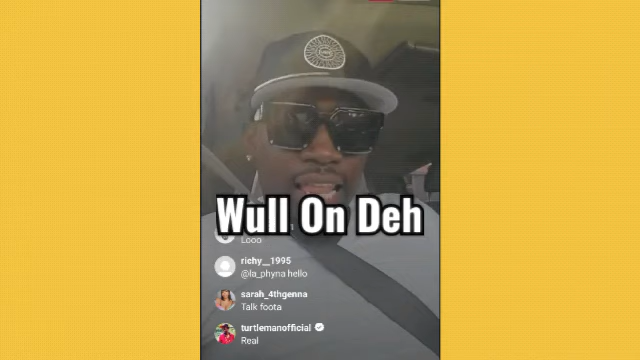 Wull On Deh
Looo
richy__1995
@la_phyna hello
sarah_4thgenna
Talk foota
turtlemanofficial
Real